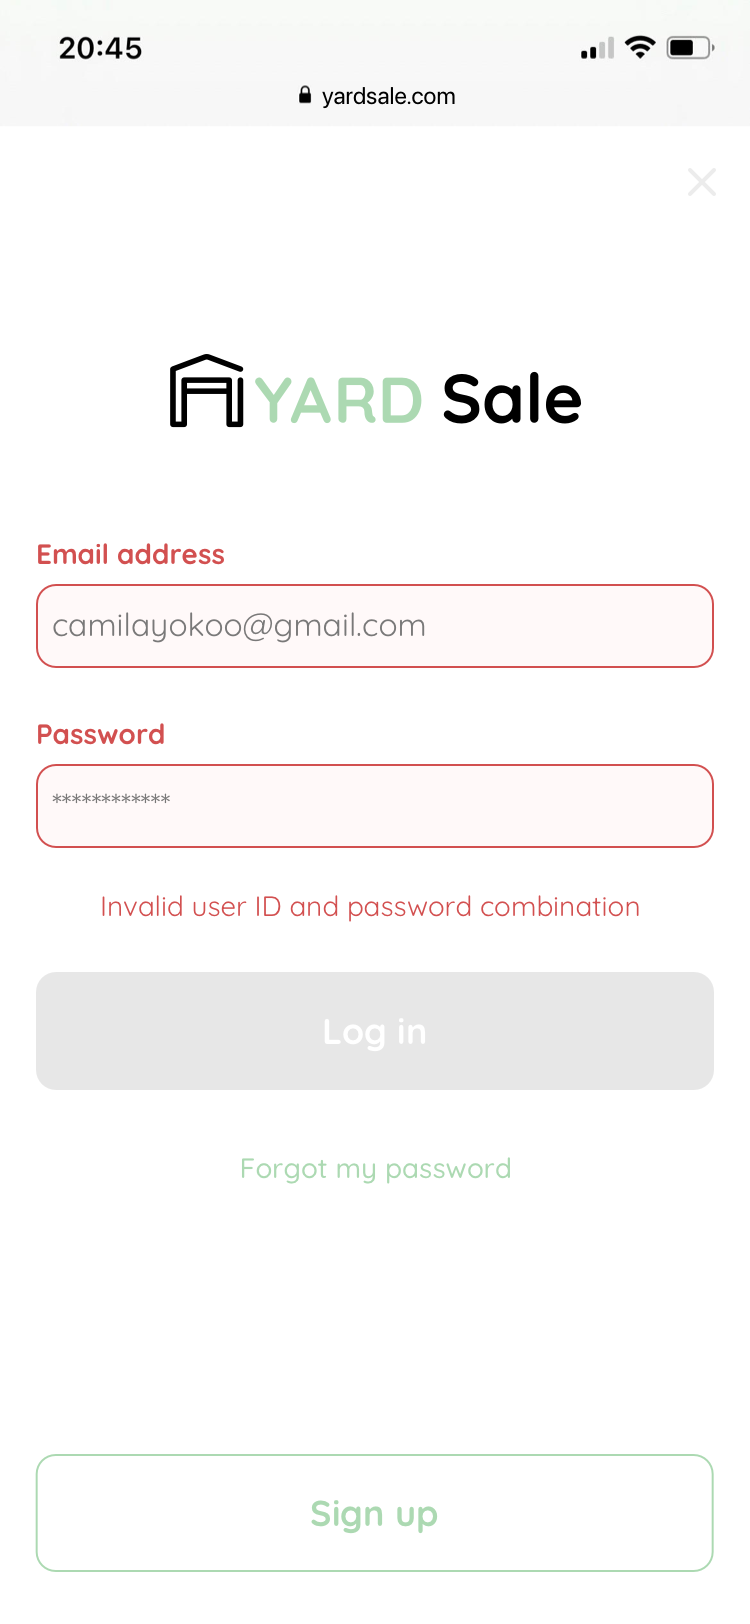 20:45
yardsale.com
YARD Sale
Email address
camilayokoo@gmail.com
Password
************
Invalid user ID and password combination
Log in
Forgot my password
Sign up